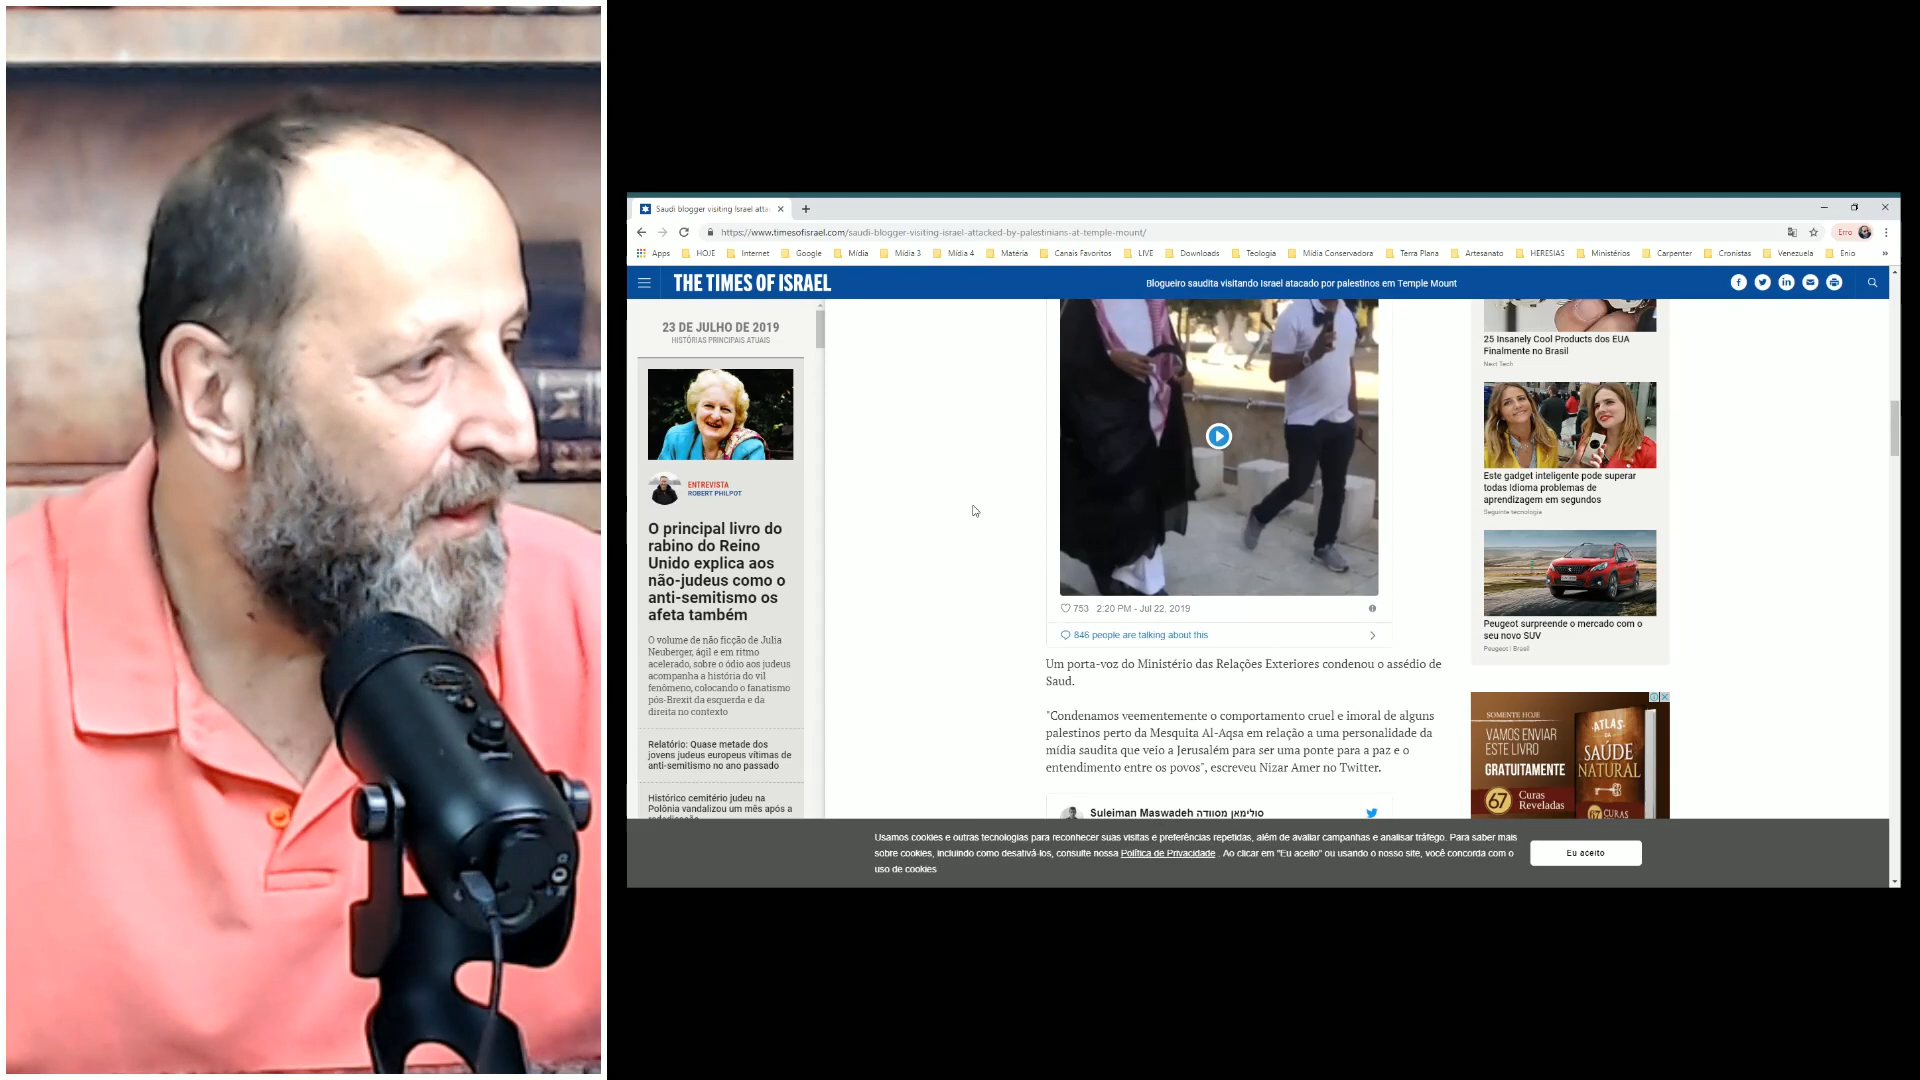 Saudi blogger visiting Israel atta
https://www.timesofisrael.com/saudi-blogger-visiting-israel-attacked-by-palestinians-at-temple-mount/
Erro
Apps HOJE Internet Google Mídia Mídia 3 Mídia 4 Matéria Canais Favoritos LIVE Downloads Teologia Mídia Conservadora Terra Plana Artesanato HERESIAS Ministérios Carpenter Cronistas Venezuela Enio »
THE TIMES OF ISRAEL
Blogueiro saudita visitando Israel atacado por palestinos em Temple Mount
23 DE JULHO DE 2019
HISTÓRIAS PRINCIPAIS ATUAIS
ENTREVISTA
ROBERT PHILPOT
O principal livro do
rabino do Reino
Unido explica aos
não-judeus como o
anti-semitismo os
afeta também
O volume de não ficção de Julia
Neuberger, ágil e em ritmo
acelerado, sobre o ódio aos judeus
acompanha a história do vil
fenômeno, colocando o fanatismo
pós-Brexit da esquerda e da
direita no contexto
Relatório: Quase metade dos
jovens judeus europeus vítimas de
anti-semitismo no ano passado
Histórico cemitério judeu na
Polônia vandalizou um mês após a
753 2:20 PM - Jul 22, 2019
846 people are talking about this
Um porta-voz do Ministério das Relações Exteriores condenou o assédio de
Saud.
"Condenamos veementemente o comportamento cruel e imoral de alguns
palestinos perto da Mesquita Al-Aqsa em relação a uma personalidade da
mídia saudita que veio a Jerusalém para ser uma ponte para a paz e o
entendimento entre os povos", escreveu Nizar Amer no Twitter.
Suleiman Maswadeh סולימאן מסוודה
25 Insanely Cool Products dos EUA
Finalmente no Brasil
Next Tech
Este gadget inteligente pode superar
todas Idioma problemas de
aprendizagem em segundos
Seguinte tecnologia
Peugeot surpreende o mercado com o
seu novo SUV
Peugeot | Brasil
SOMENTE HOJE
VAMOS ENVIAR
ESTE LIVRO
GRATUITAMENTE
67 Curas
Reveladas
ATLAS
DA
SAÚDE
NATURAL
67 CURAS
Usamos cookies e outras tecnologias para reconhecer suas visitas e preferências repetidas, além de avaliar campanhas e analisar tráfego. Para saber mais
sobre cookies, incluindo como desativá-los, consulte nossa Política de Privacidade . Ao clicar em "Eu aceito" ou usando o nosso site, você concorda com o
uso de cookies
Eu aceito